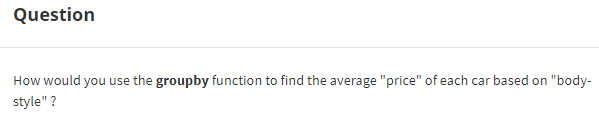 Question
How would you use the groupby function to find the average "price" of each car based on "body-
style" ?